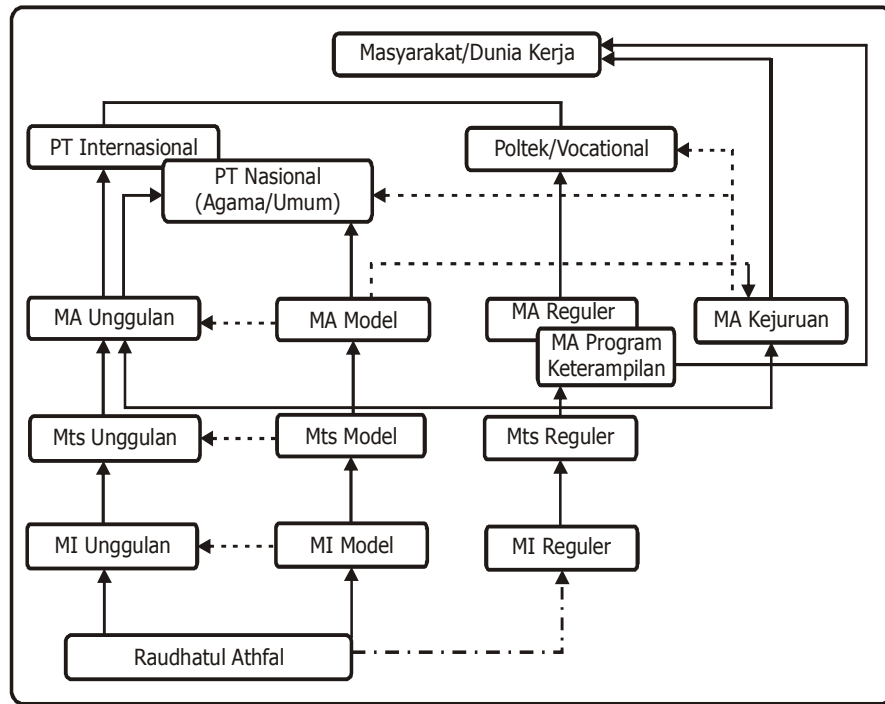 Masyarakat/Dunia Kerja
PT Internasional
Poltek/Vocational
PT Nasional
(Agama/Umum)
MA Unggulan
MA Model
MA Reguler
MA Kejuruan
MA Program
Keterampilan
Mts Unggulan
Mts Model
Mts Reguler
MI Unggulan
MI Model
MI Reguler
Raudhatul Athfal